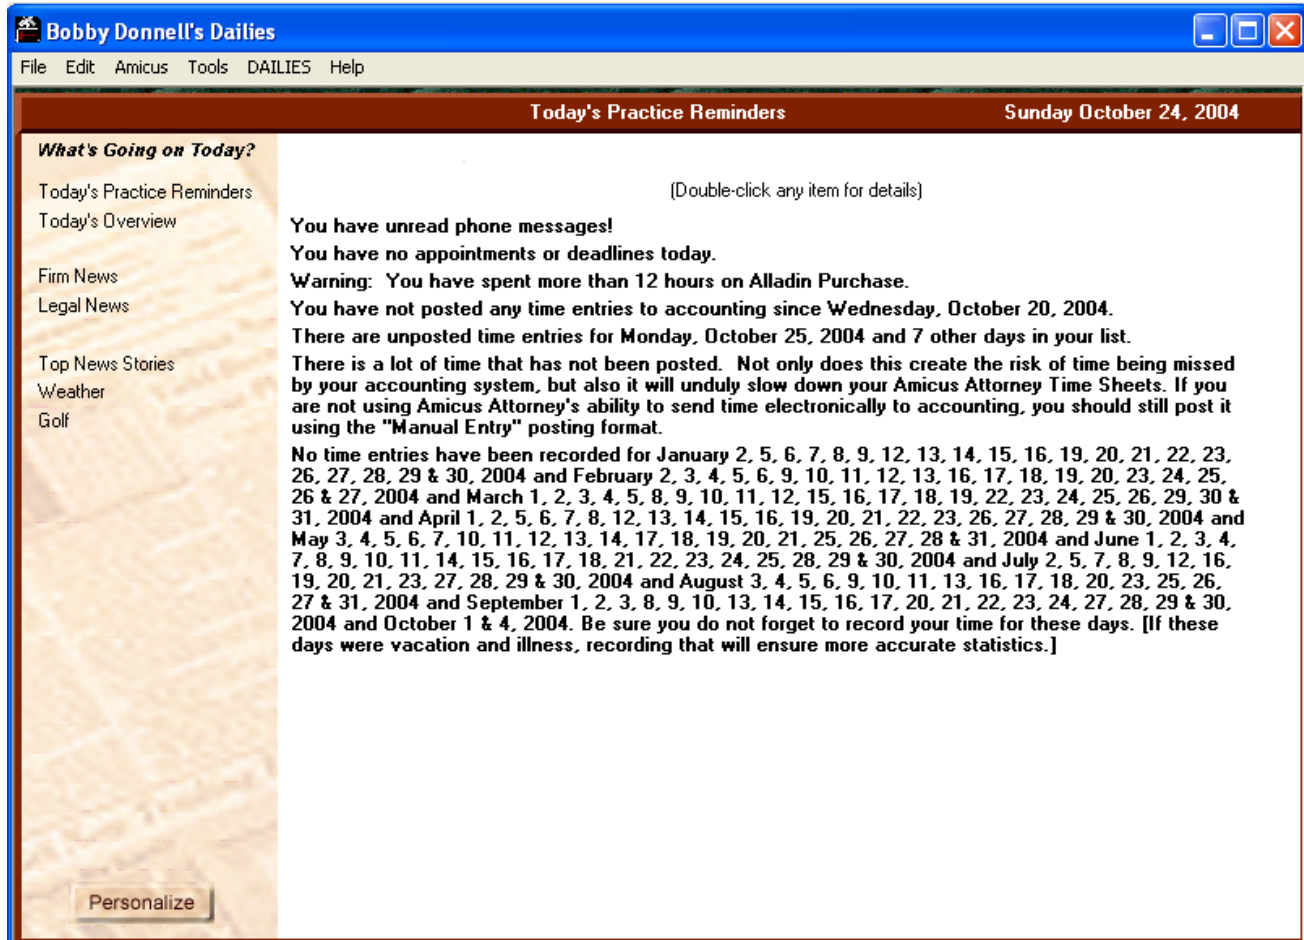 Bobby Donnell's Dailies
File Edit Amicus Tools DAILIES Help
Today's Practice Reminders Sunday October 24, 2004
What's Going on Today?
Today's Practice Reminders
Today's Overview
Firm News
Legal News
Top News Stories
Weather
Golf
Personalize
(Double-click any item for details)
You have unread phone messages!
You have no appointments or deadlines today.
Warning: You have spent more than 12 hours on Alladin Purchase.
You have not posted any time entries to accounting since Wednesday, October 20, 2004.
There are unposted time entries for Monday, October 25, 2004 and 7 other days in your list.
There is a lot of time that has not been posted. Not only does this create the risk of time being missed
by your accounting system, but also it will unduly slow down your Amicus Attorney Time Sheets. If you
are not using Amicus Attorney's ability to send time electronically to accounting, you should still post it
using the "Manual Entry" posting format.
No time entries have been recorded for January 2, 5, 6, 7, 8, 9, 12, 13, 14, 15, 16, 19, 20, 21, 22, 23,
26, 27, 28, 29 & 30, 2004 and February 2, 3, 4, 5, 6, 9, 10, 11, 12, 13, 16, 17, 18, 19, 20, 23, 24, 25,
26 & 27, 2004 and March 1, 2, 3, 4, 5, 8, 9, 10, 11, 12, 15, 16, 17, 18, 19, 22, 23, 24, 25, 26, 29, 30 &
31, 2004 and April 1, 2, 5, 6, 7, 8, 12, 13, 14, 15, 16, 19, 20, 21, 22, 23, 26, 27, 28, 29 & 30, 2004 and
May 3, 4, 5, 6, 7, 10, 11, 12, 13, 14, 17, 18, 19, 20, 21, 25, 26, 27, 28 & 31, 2004 and June 1, 2, 3, 4,
7, 8, 9, 10, 11, 14, 15, 16, 17, 18, 21, 22, 23, 24, 25, 28, 29 & 30, 2004 and July 2, 5, 7, 8, 9, 12, 16,
19, 20, 21, 23, 27, 28, 29 & 30, 2004 and August 3, 4, 5, 6, 9, 10, 11, 13, 16, 17, 18, 20, 23, 25, 26,
27 & 31, 2004 and September 1, 2, 3, 8, 9, 10, 13, 14, 15, 16, 17, 20, 21, 22, 23, 24, 27, 28, 29 & 30,
2004 and October 1 & 4, 2004. Be sure you do not forget to record your time for these days. [If these
days were vacation and illness, recording that will ensure more accurate statistics.]